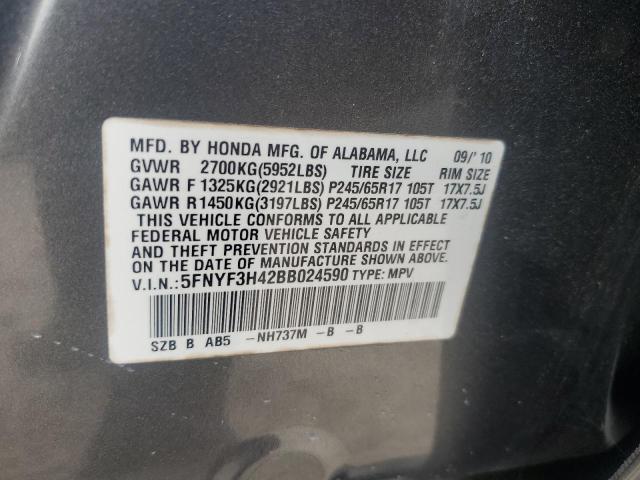 MFD. BY HONDA MFG. OF ALABAMA, LLC 09/'10
GVWR 2700KG(5952LBS) TIRE SIZE RIM SIZE
GAWR F 1325KG(2921LBS) P245/65R17 105T 17X7.5J
GAWR R1450KG(3197LBS) P245/65R17 105T 17X7.5J
THIS VEHICLE CONFORMS TO ALL APPLICABLE
FEDERAL MOTOR VEHICLE SAFETY
AND THEFT PREVENTION STANDARDS IN EFFECT
ON THE DATE OF MANUFACTURE SHOWN ABOVE.
V.I.N.: 5FNYF3H42BB024590 TYPE: MPV
SZB B AB5 -NH737M -B -B